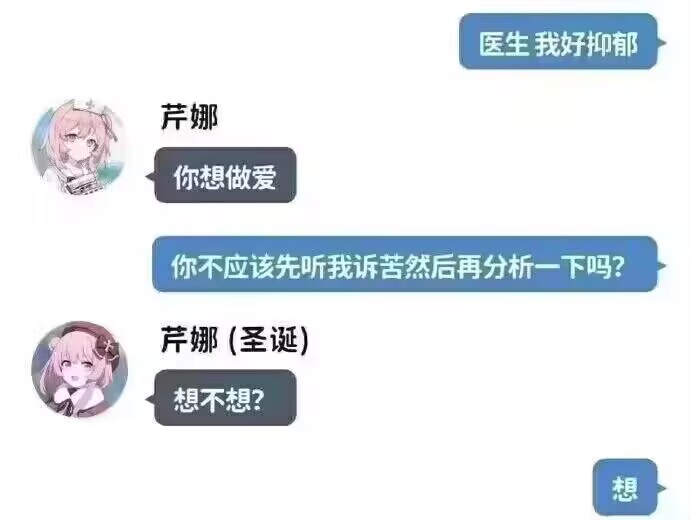 医生 我好抑郁
芹娜
你想做爱
你不应该先听我诉苦然后再分析一下吗?
芹娜 (圣诞)
想不想?
想